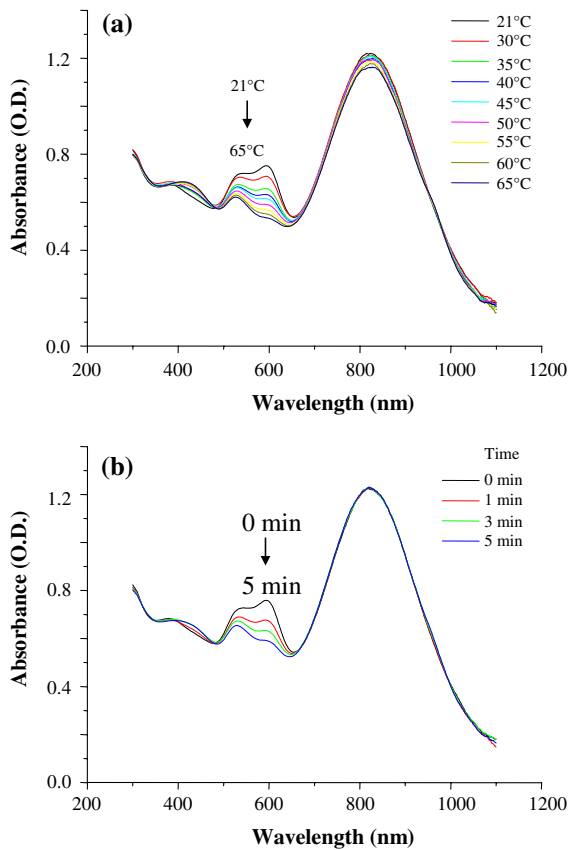 (a)
21°C
30°C
35°C
40°C
45°C
50°C
55°C
60°C
65°C
21°C
65°C
1.2
0.8
0.4
0.0
Absorbance (O.D.)
200 400 600 800 1000 1200
Wavelength (nm)
(b)
Time
0 min
1 min
3 min
5 min
0 min
5 min
1.2
0.8
0.4
0.0
Absorbance (O.D.)
200 400 600 800 1000 1200
Wavelength (nm)